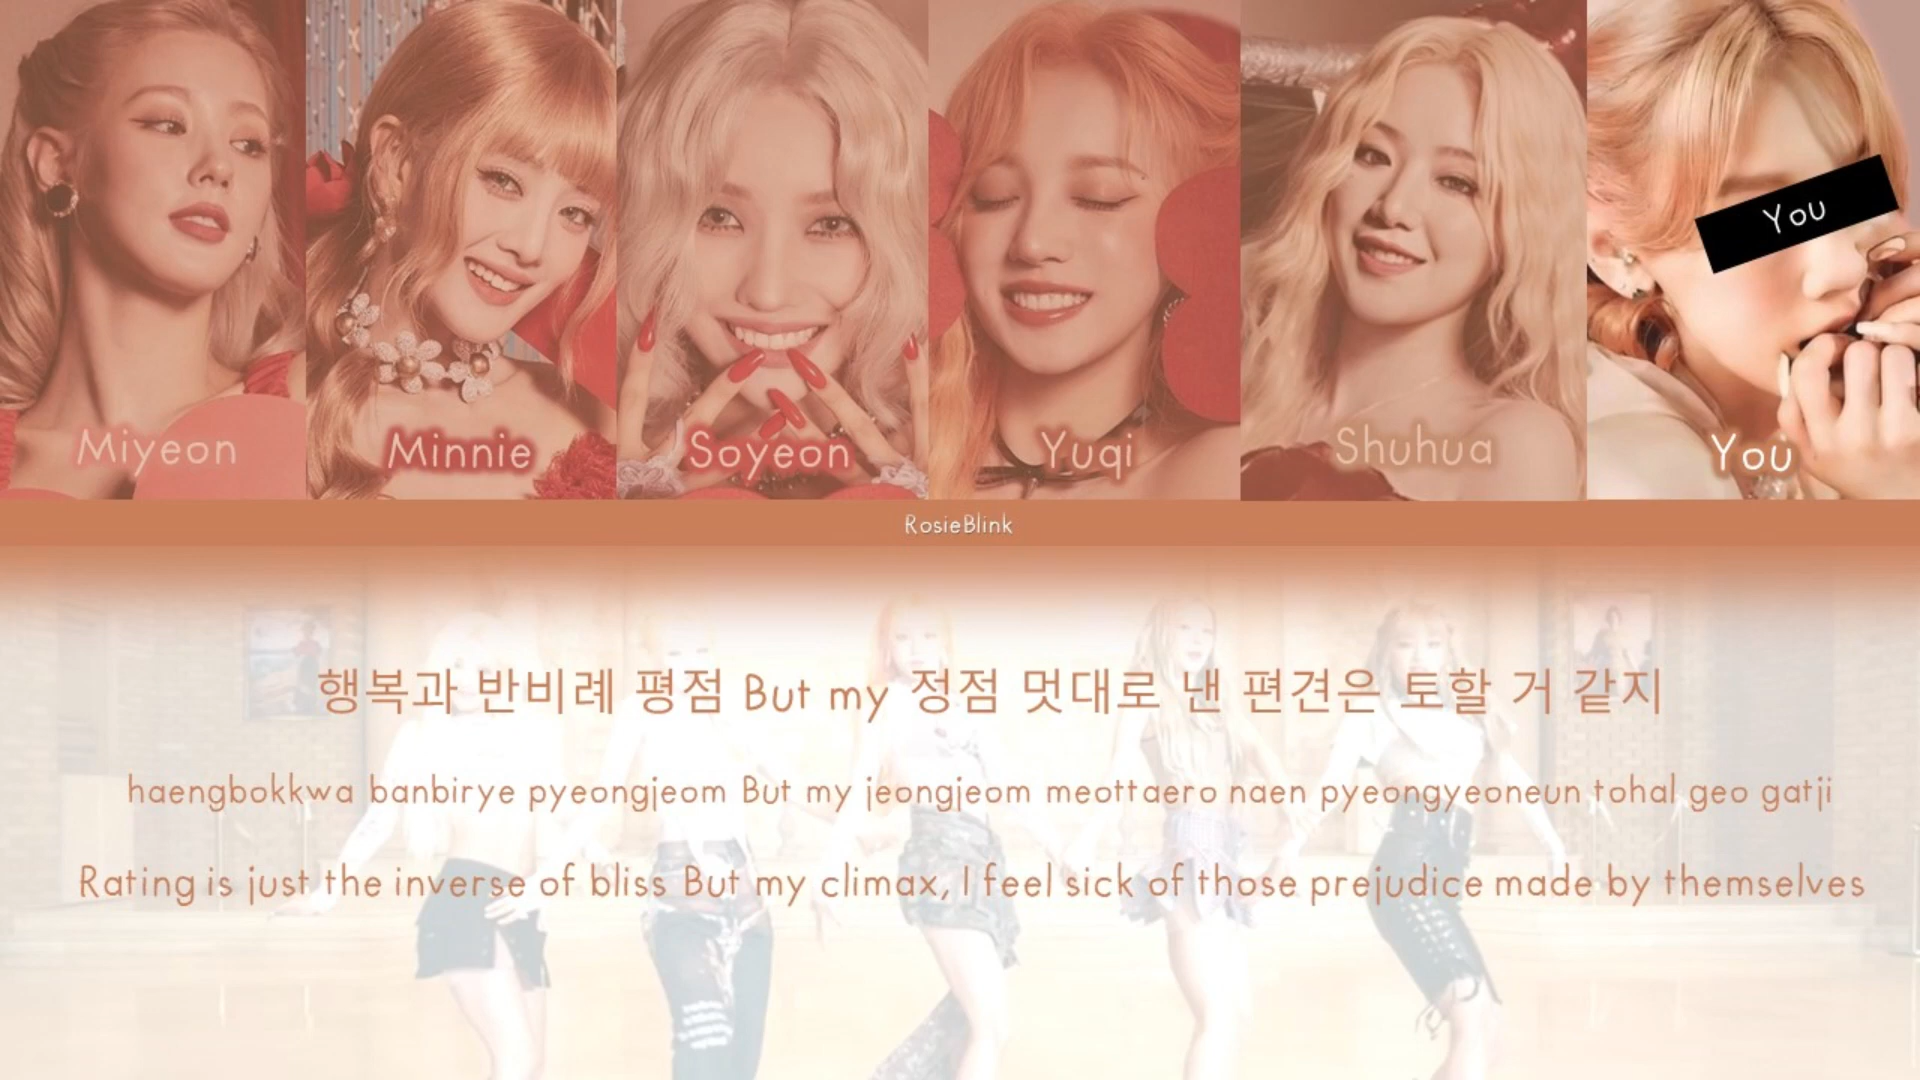 You
Miyeon
Minnie
Soyeon
Yuqi
Shuhua
You
RosieBlink
행복과 반비례 평점 But my 정점 멋대로 낸 편견은 토할 거 같지
haengbokkwa banbirye pyeongjeom But my jeongjeom meottaero naen pyeongyeoneun tohal geo gatji
Rating is just the inverse of bliss But my climax, I feel sick of those prejudice made by themselves